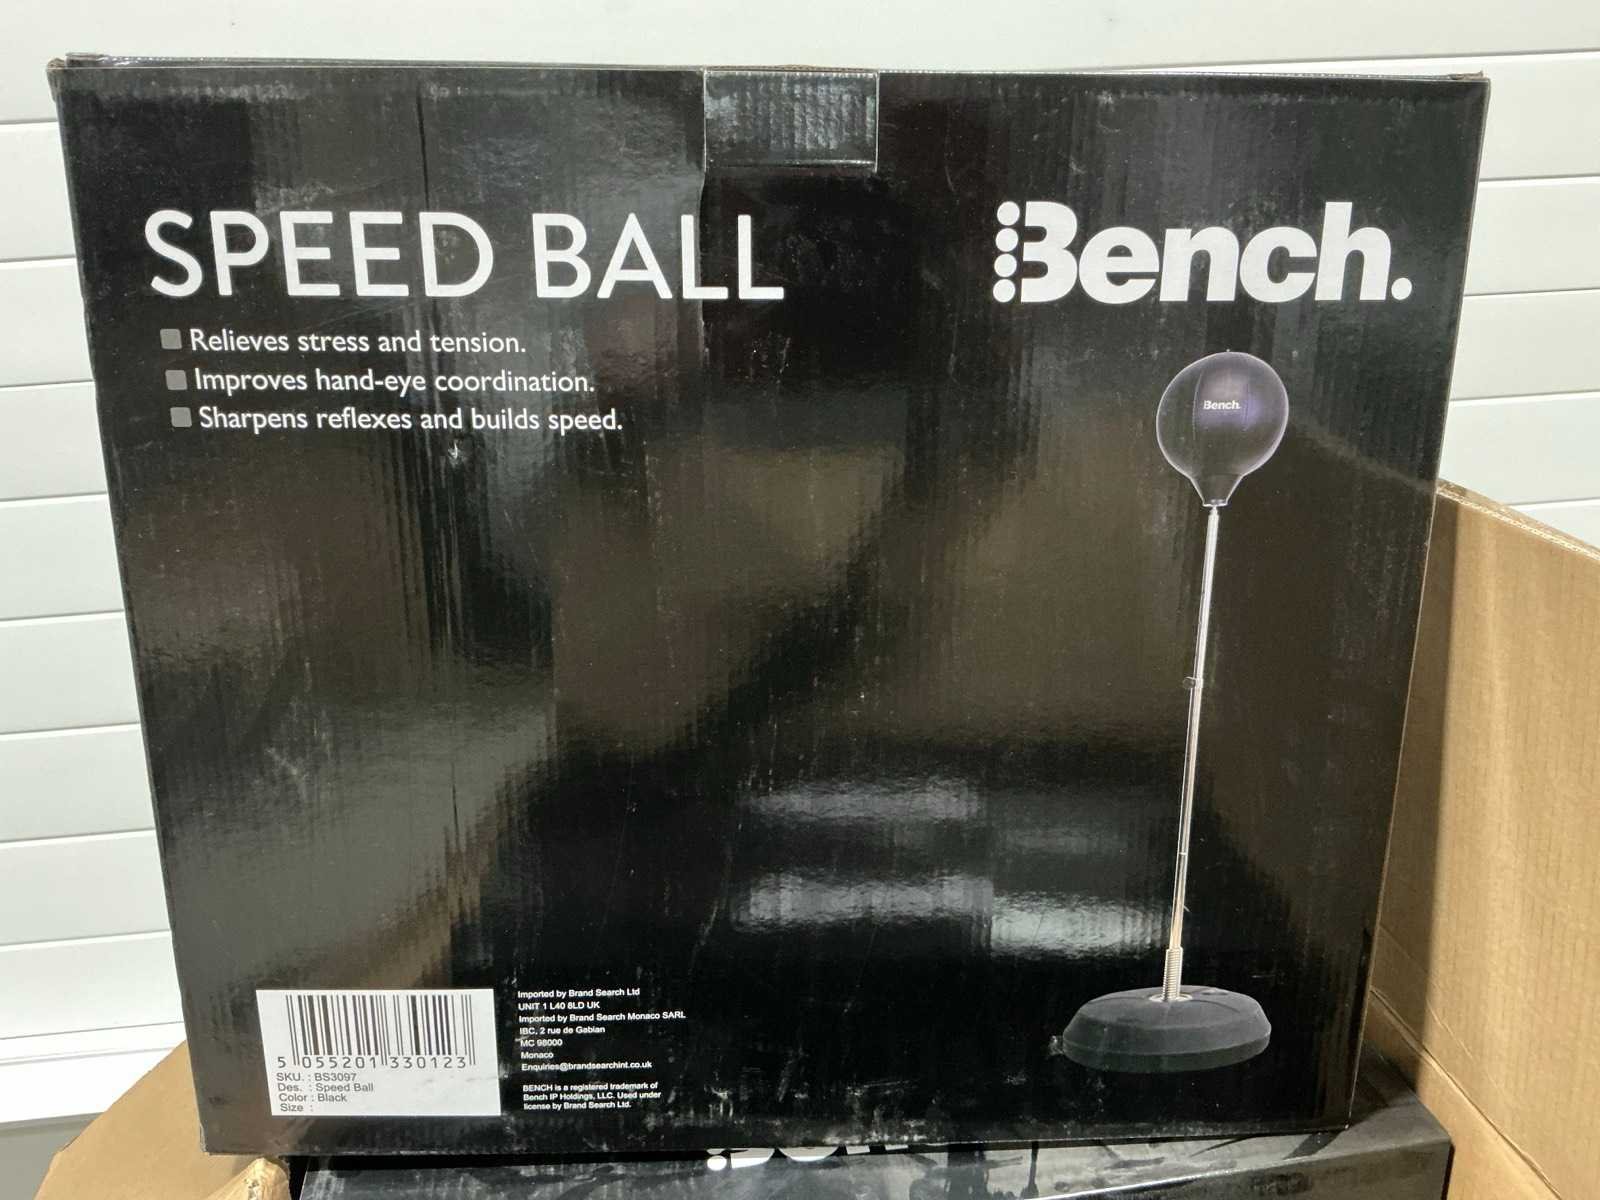 SPEED BALL
Bench.
Relieves stress and tension.
Improves hand-eye coordination.
Sharpens reflexes and builds speed.
Bench.
5 055201 330123
SKU. : BS3097
Des. : Speed Ball
Color : Black
Size :
Imported by Brand Search Ltd
UNIT 1 L40 8LD UK
Imported by Brand Search Monaco SARL
IBC, 2 rue de Gabian
MC 98000
Monaco
Enquiries@brandsearchint.co.uk
BENCH is a registered trademark of
Bench IP Holdings, LLC. Used under
license by Brand Search Ltd.